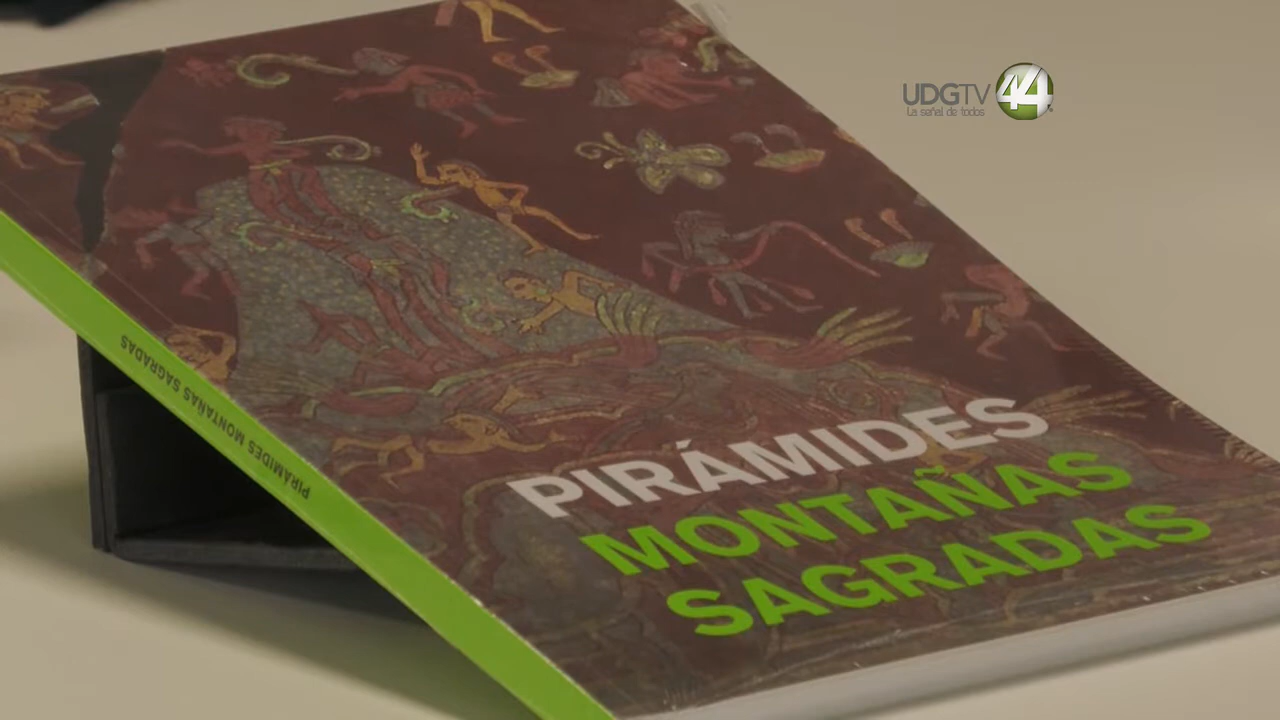 UDGTV 44
La señal de todos
PIRÁMIDES
MONTAÑAS
SAGRADAS
PIRÁMIDES MONTAÑAS SAGRADAS